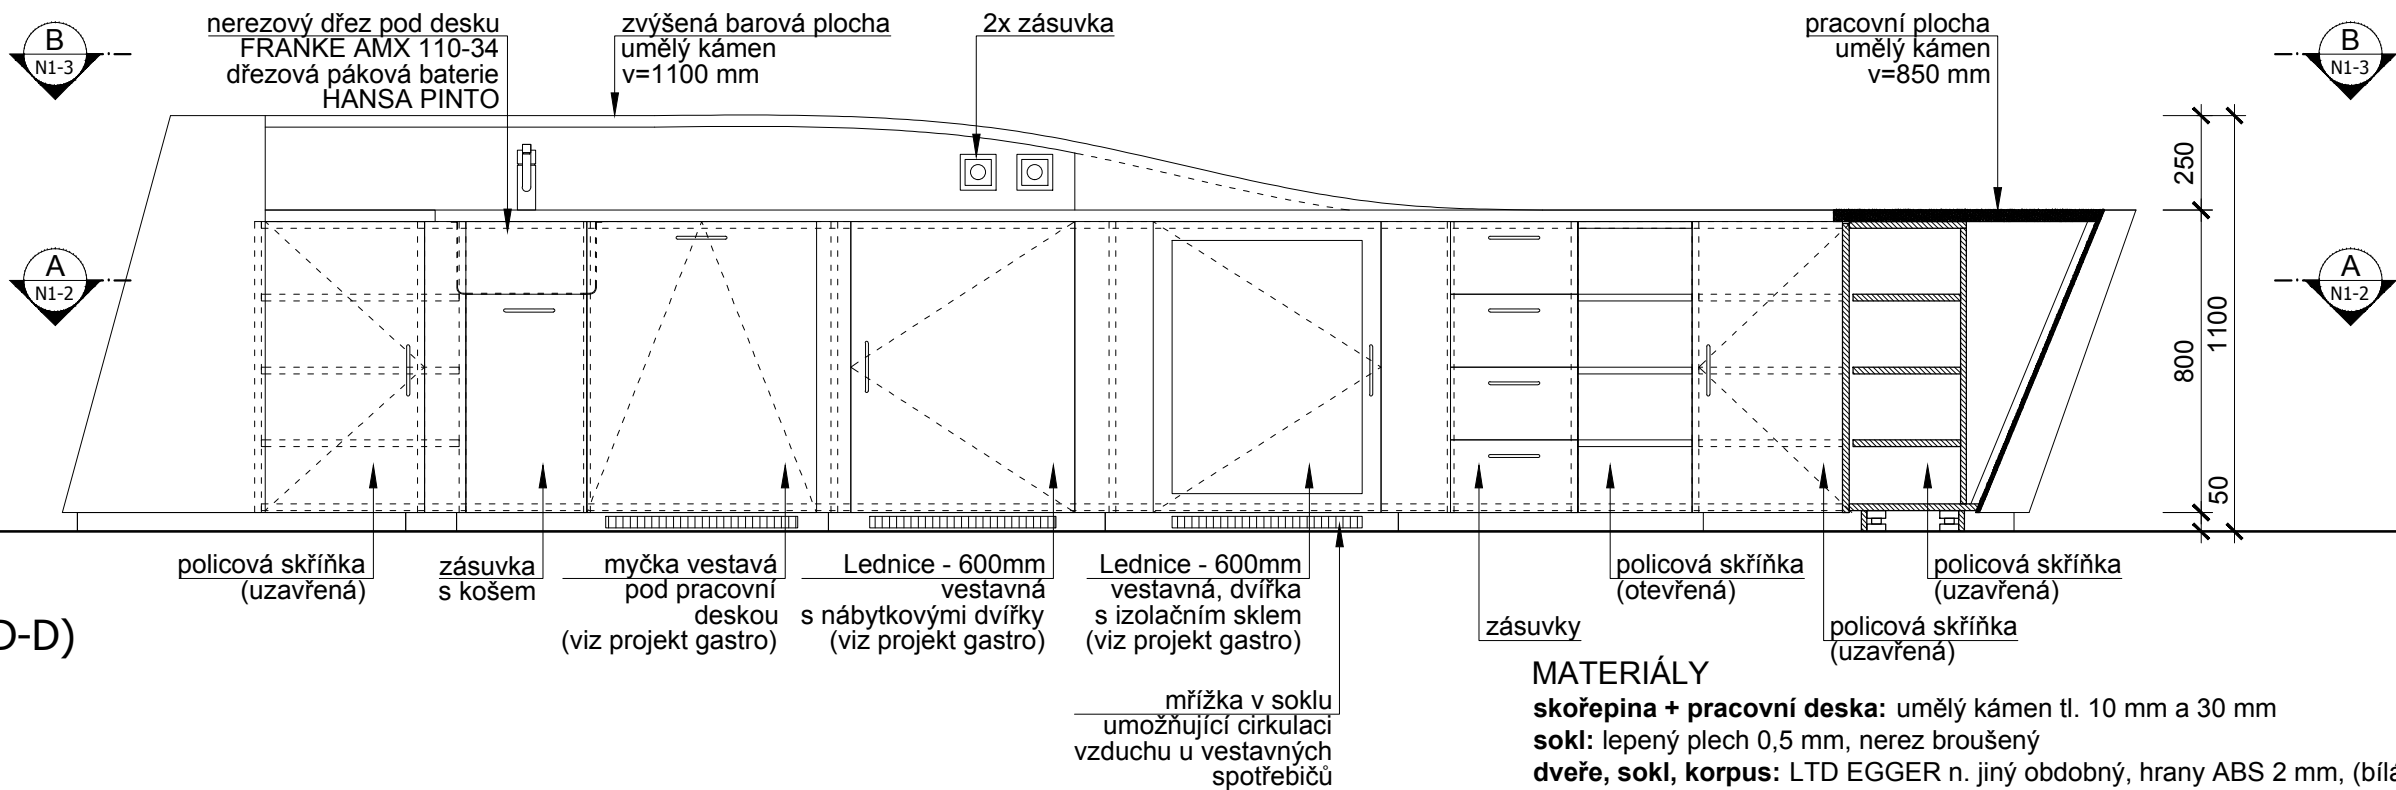 B
N1-3
nerezový dřez pod desku
FRANKE AMX 110-34
dřezová páková baterie
HANSA PINTO
zvýšená barová plocha
umělý kámen
v=1100 mm
2x zásuvka
pracovní plocha
umělý kámen
v=850 mm
B
N1-3
A
N1-2
A
N1-2
250
800
1100
50
policová skříňka
(uzavřená)
zásuvka
s košem
myčka vestavá
pod pracovní
deskou
(viz projekt gastro)
Lednice - 600mm
vestavná
s nábytkovými dvířky
(viz projekt gastro)
Lednice - 600mm
vestavná, dvířka
s izolačním sklem
(viz projekt gastro)
mřížka v soklu
umožňující cirkulaci
vzduchu u vestavných
spotřebičů
zásuvky
policová skříňka
(otevřená)
policová skříňka
(uzavřená)
policová skříňka
(uzavřená)
D-D)
MATERIÁLY
skořepina + pracovní deska: umělý kámen tl. 10 mm a 30 mm
sokl: lepený plech 0,5 mm, nerez broušený
dveře, sokl, korpus: LTD EGGER n. jiný obdobný, hrany ABS 2 mm, (bílá